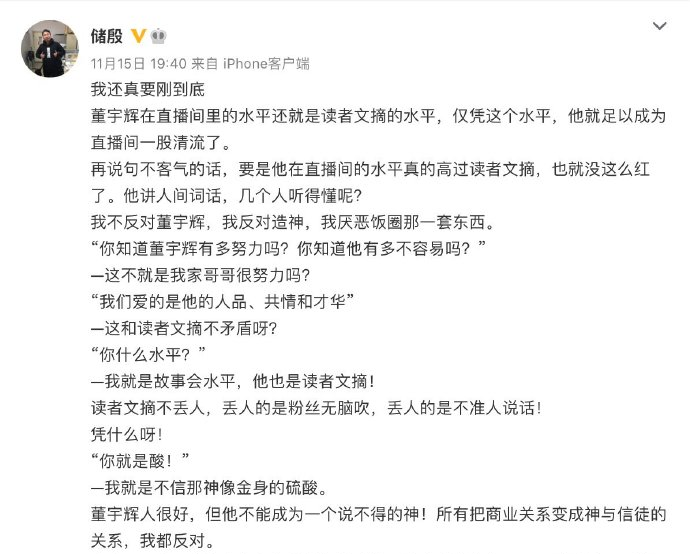 储殷
11月15日 19:40 来自 iPhone客户端
我还真要刚到底
董宇辉在直播间里的水平还就是读者文摘的水平，仅凭这个水平，他就足以成为
直播间一股清流了。
再说句不客气的话，要是他在直播间的水平真的高过读者文摘，也就没这么红
了。他讲人间词话，几个人听得懂呢？
我不反对董宇辉，我反对造神，我厌恶饭圈那一套东西。
“你知道董宇辉有多努力吗？你知道他有多不容易吗？”
—这不就是我家哥哥很努力吗？
“我们爱的是他的人品、共情和才华”
—这和读者文摘不矛盾呀？
“你什么水平？”
—我就是故事会水平，他也是读者文摘！
读者文摘不丢人，丢人的是粉丝无脑吹，丢人的是不准人说话！
凭什么呀！
“你就是酸！”
—我就是不信那神像金身的硫酸。
董宇辉人很好，但他不能成为一个说不得的神！所有把商业关系变成神与信徒的
关系，我都反对。